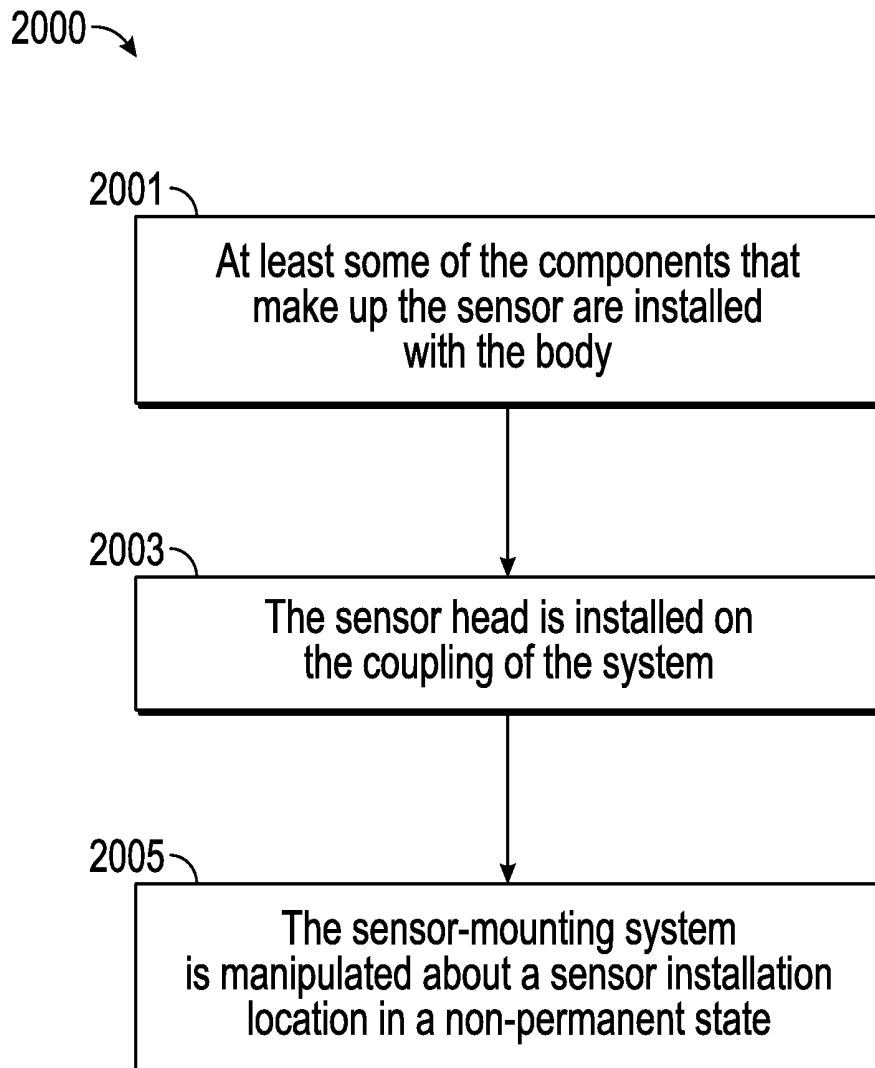 2000
2001
At least some of the components that
make up the sensor are installed
with the body
2003
The sensor head is installed on
the coupling of the system
2005
The sensor-mounting system
is manipulated about a sensor installation
location in a non-permanent state